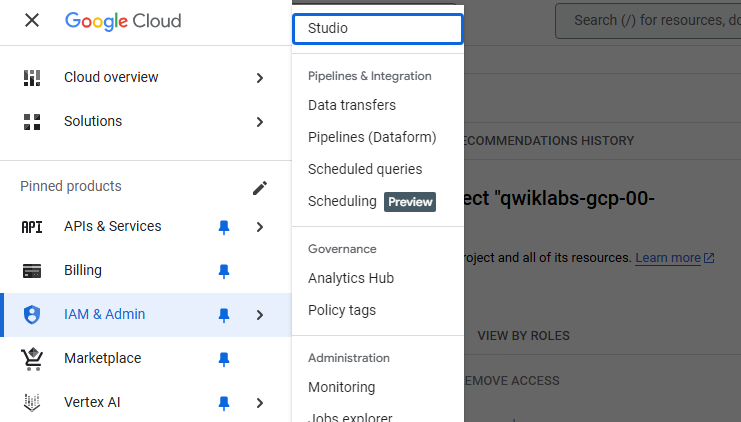 Google Cloud
Cloud overview
Solutions
Pinned products
API APIs & Services
Billing
IAM & Admin
Marketplace
Vertex AI
Studio
Pipelines & Integration
Data transfers
Pipelines (Dataform)
Scheduled queries
Scheduling Preview
Governance
Analytics Hub
Policy tags
Administration
Monitoring
Jobs explorer
Search (/) for resources, do
ECOMMENDATIONS HISTORY
ect "qwiklabs-gcp-00-
roject and all of its resources. Learn more
VIEW BY ROLES
EMOVE ACCESS